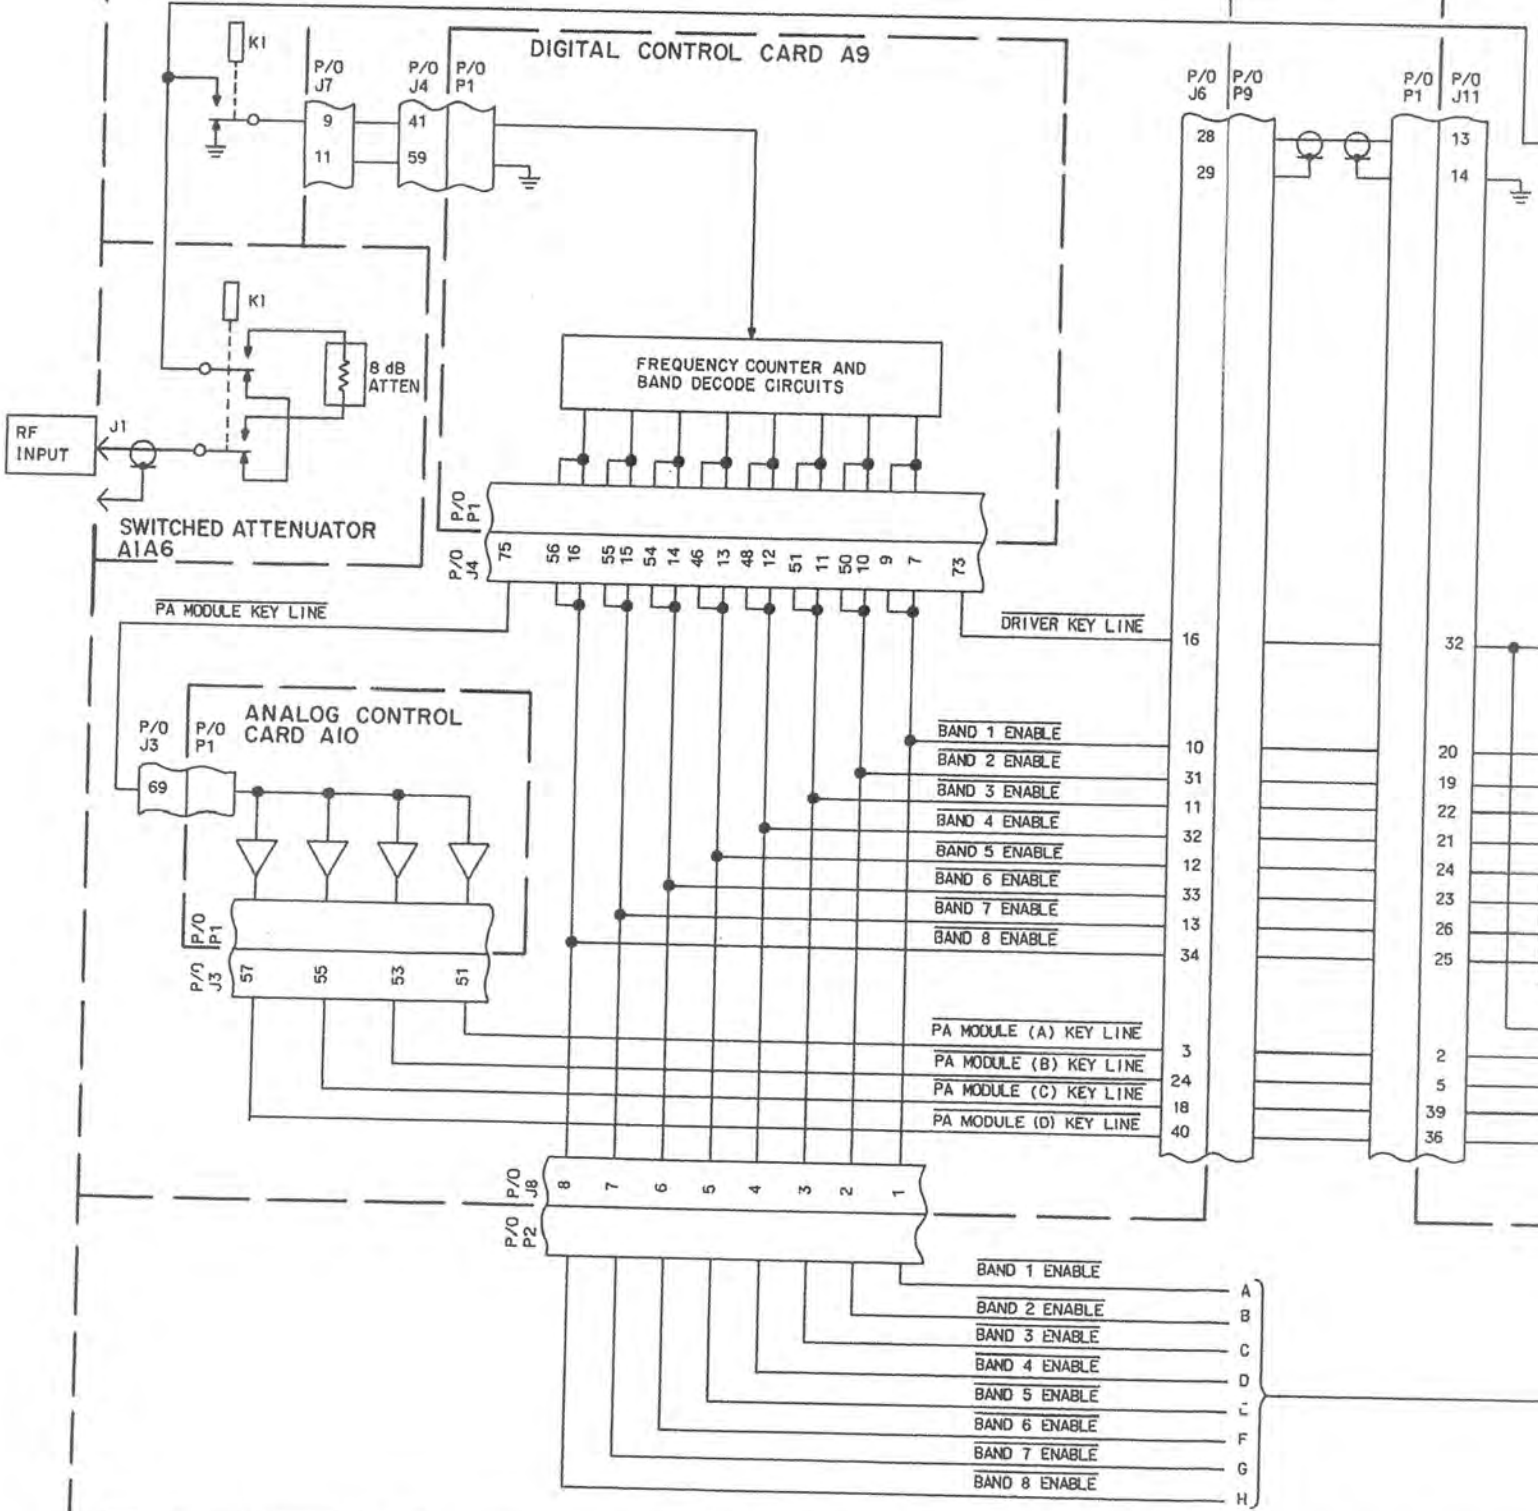 K1
DIGITAL CONTROL CARD A9
P/O J7
P/O J4
P/O P1
9
41
11
59
P/O J6
P/O P9
P/O P1
P/O J11
28
13
29
14
K1
8 dB
ATTEN
FREQUENCY COUNTER AND
BAND DECODE CIRCUITS
RF
INPUT
J1
SWITCHED ATTENUATOR
A1A6
P/O P1
P/O J4
75
56
16
55
15
54
14
46
13
48
12
51
11
50
10
9
7
73
PA MODULE KEY LINE
DRIVER KEY LINE
16
32
ANALOG CONTROL
CARD A10
P/O J3
P/O P1
69
BAND 1 ENABLE
10
20
BAND 2 ENABLE
31
19
BAND 3 ENABLE
11
22
BAND 4 ENABLE
32
21
BAND 5 ENABLE
12
24
BAND 6 ENABLE
33
23
BAND 7 ENABLE
13
26
BAND 8 ENABLE
34
25
P/O P1
P/O J3
57
55
53
51
PA MODULE (A) KEY LINE
3
2
PA MODULE (B) KEY LINE
24
5
PA MODULE (C) KEY LINE
18
39
PA MODULE (D) KEY LINE
40
36
P/O J8
8
7
6
5
4
3
2
1
P/O P2
BAND 1 ENABLE
A
BAND 2 ENABLE
B
BAND 3 ENABLE
C
BAND 4 ENABLE
D
BAND 5 ENABLE
E
BAND 6 ENABLE
F
BAND 7 ENABLE
G
BAND 8 ENABLE
H